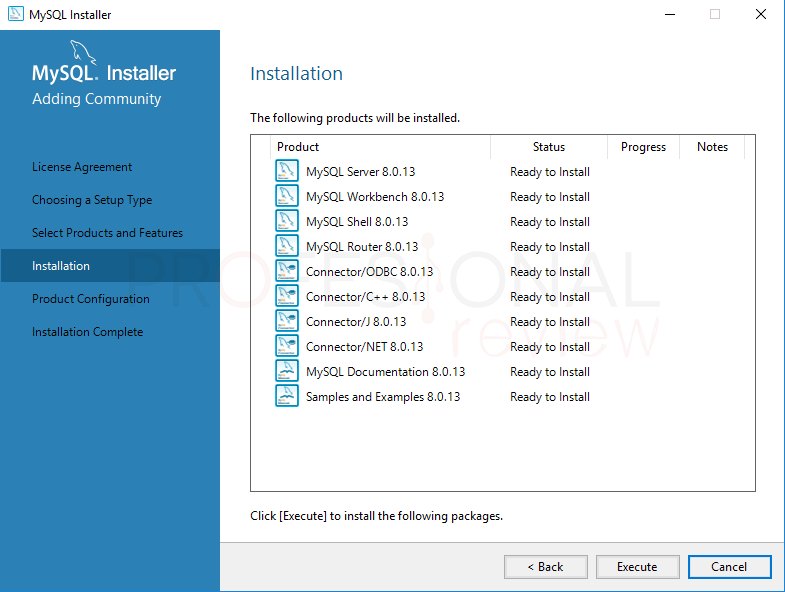 MySQL Installer
MySQL. Installer
Adding Community
License Agreement
Choosing a Setup Type
Select Products and Features
Installation
Product Configuration
Installation Complete
Installation
The following products will be installed.
Product Status Progress Notes
MySQL Server 8.0.13 Ready to Install
MySQL Workbench 8.0.13 Ready to Install
MySQL Shell 8.0.13 Ready to Install
MySQL Router 8.0.13 Ready to Install
Connector/ODBC 8.0.13 Ready to Install
Connector/C++ 8.0.13 Ready to Install
Connector/J 8.0.13 Ready to Install
Connector/NET 8.0.13 Ready to Install
MySQL Documentation 8.0.13 Ready to Install
Samples and Examples 8.0.13 Ready to Install
PROFESIONAL
review
Click [Execute] to install the following packages.
< Back Execute Cancel